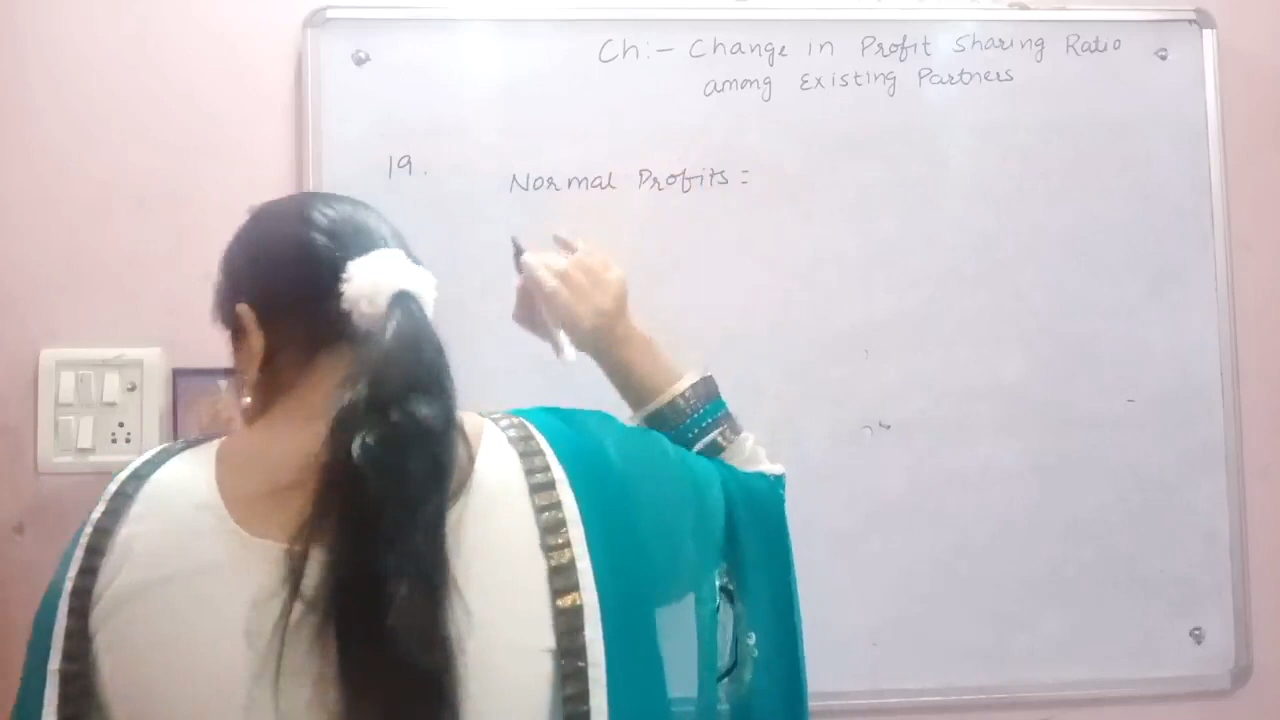 Ch:- Change in Profit Sharing Ratio
among Existing Partners
19.
Normal Profits =